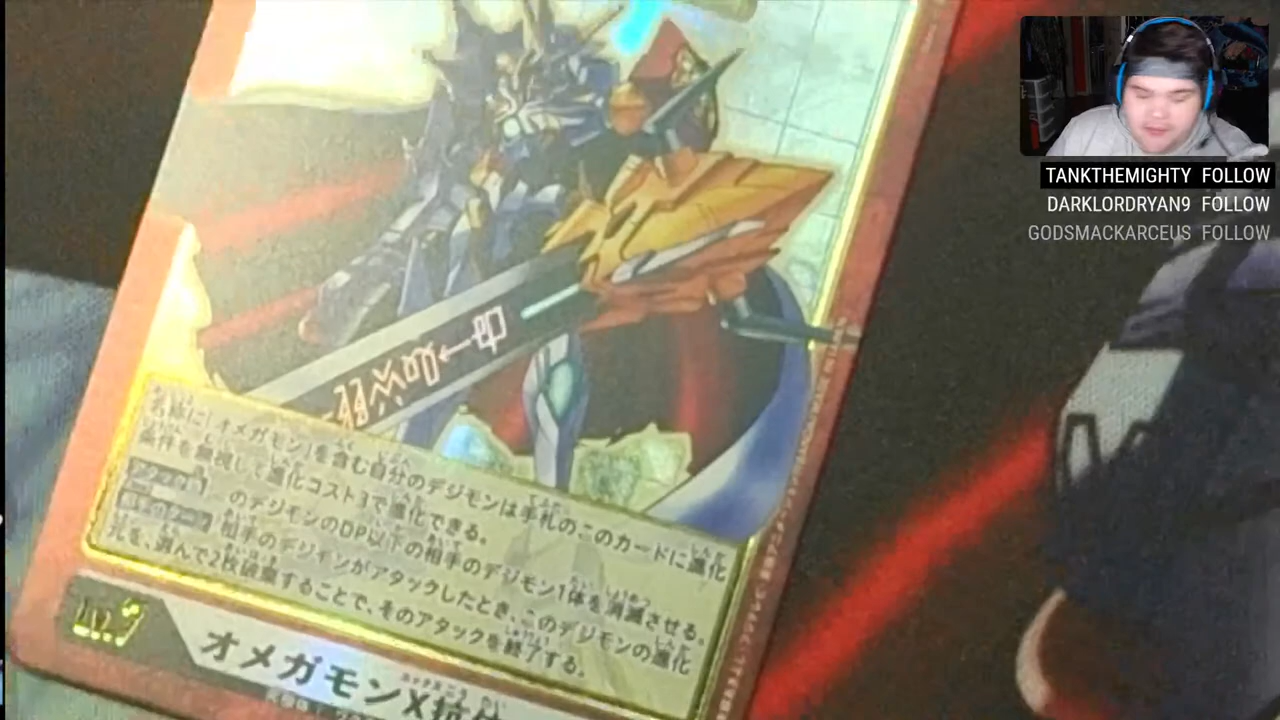 TANKTHEMIGHTY FOLLOW
DARKLORDRYAN9 FOLLOW
GODSMACKARCEUS FOLLOW
名称に「オメガモン」を含む自分のデジモンは手札のこのカードに進化
条件を無視して進化コスト3で進化できる。
のデジモンのDP以下の相手のデジモン1体を消滅させる。
相手のターン 相手のデジモンがアタックしたとき、このデジモンの進化
元を、選んで2枚破棄することで、そのアタックを終了する。
Lv.7
オメガモンX抗体